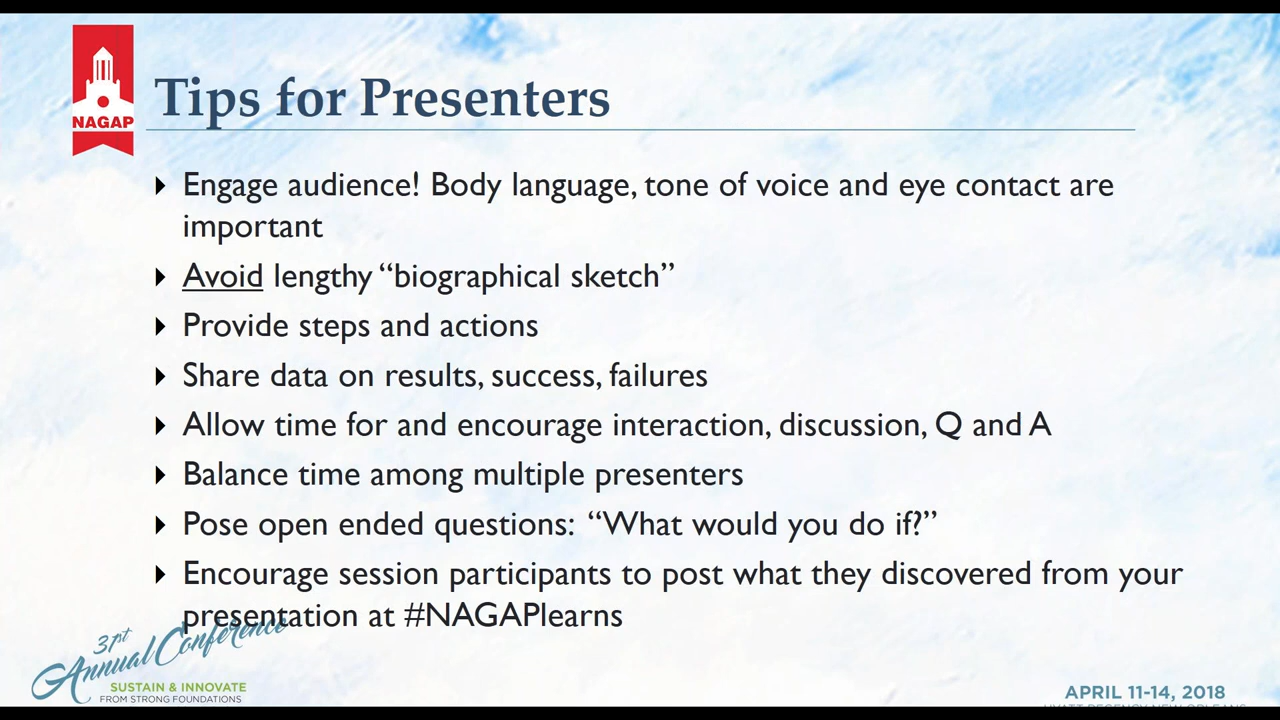 NAGAP
Tips for Presenters
Engage audience! Body language, tone of voice and eye contact are
important
Avoid lengthy “biographical sketch”
Provide steps and actions
Share data on results, success, failures
Allow time for and encourage interaction, discussion, Q and A
Balance time among multiple presenters
Pose open ended questions: “What would you do if?”
Encourage session participants to post what they discovered from your
presentation at #NAGAPlearns
31st
Annual Conference
SUSTAIN & INNOVATE
FROM STRONG FOUNDATIONS
APRIL 11-14, 2018
HYATT REGENCY NEW ORLEANS